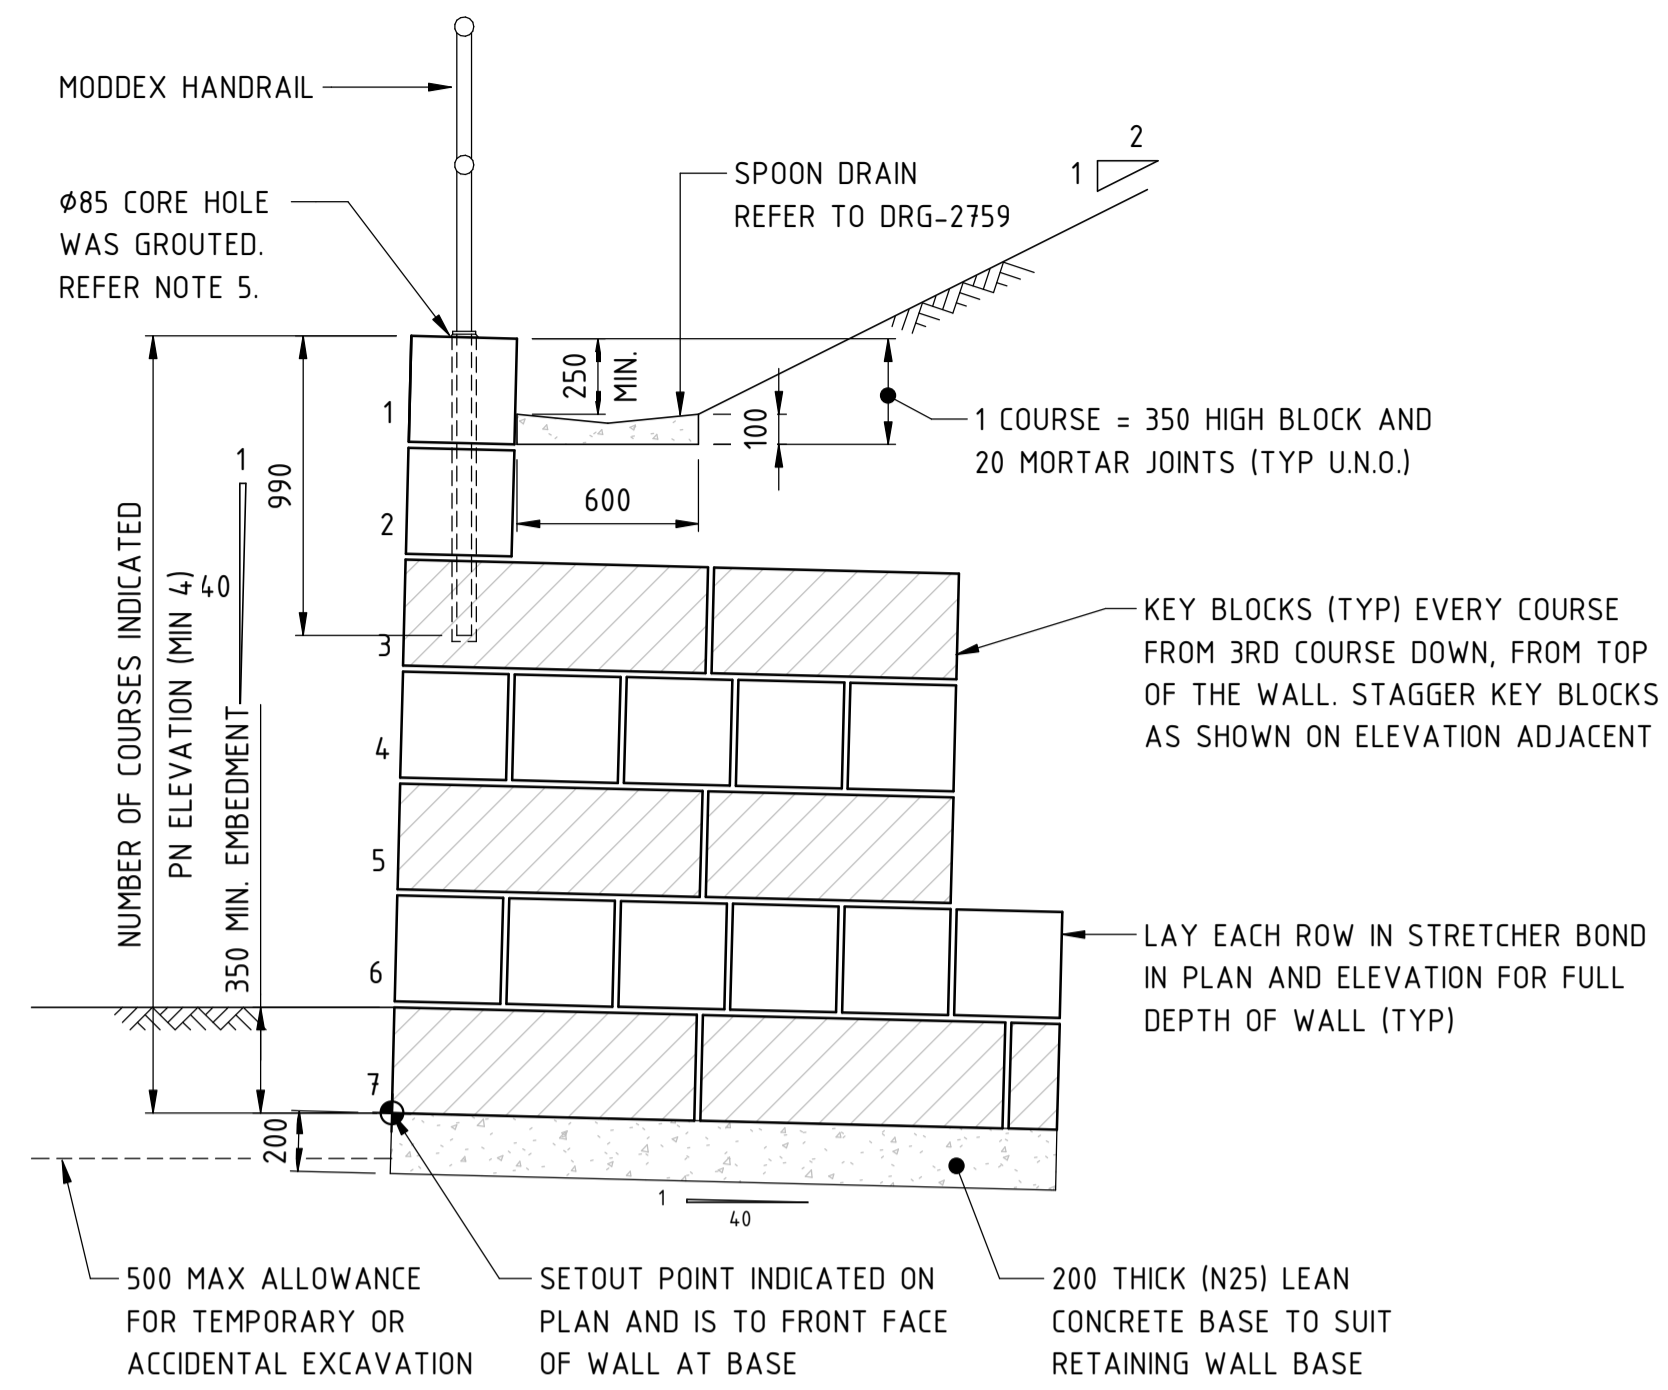 MODDEX HANDRAIL
Ø85 CORE HOLE
WAS GROUTED.
REFER NOTE 5.
SPOON DRAIN
REFER TO DRG-2759
2
1
250
MIN.
100
1 COURSE = 350 HIGH BLOCK AND
20 MORTAR JOINTS (TYP U.N.O.)
600
990
1
40
NUMBER OF COURSES INDICATED
PN ELEVATION (MIN 4)
350 MIN. EMBEDMENT
1
2
3
4
5
6
7
KEY BLOCKS (TYP) EVERY COURSE
FROM 3RD COURSE DOWN, FROM TOP
OF THE WALL. STAGGER KEY BLOCKS
AS SHOWN ON ELEVATION ADJACENT
LAY EACH ROW IN STRETCHER BOND
IN PLAN AND ELEVATION FOR FULL
DEPTH OF WALL (TYP)
200
1
40
500 MAX ALLOWANCE
FOR TEMPORARY OR
ACCIDENTAL EXCAVATION
SETOUT POINT INDICATED ON
PLAN AND IS TO FRONT FACE
OF WALL AT BASE
200 THICK (N25) LEAN
CONCRETE BASE TO SUIT
RETAINING WALL BASE